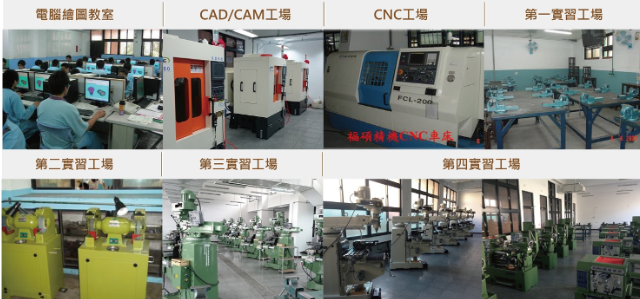 電腦繪圖教室
CAD/CAM工場
CNC工場
第一實習工場
FCL-200
福碩精機CNC車床
第二實習工場
第三實習工場
第四實習工場